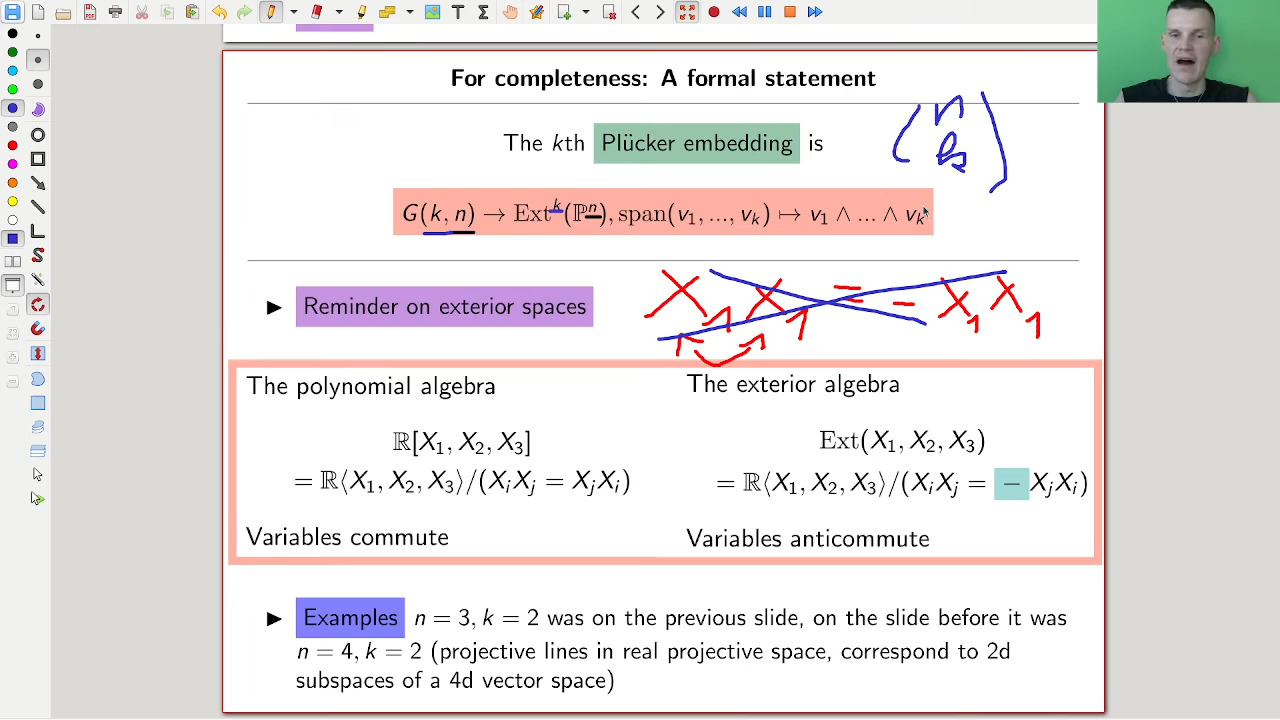 For completeness: A formal statement
The kth Plücker embedding is
( n k )
G(k, n) → Ext^k(ℙ^n), span(v₁, ..., vₖ) ↦ v₁ ∧ ... ∧ vₖ
► Reminder on exterior spaces
X₁ X₁ = − X₁ X₁
The polynomial algebra
ℝ[X₁, X₂, X₃]
= ℝ⟨X₁, X₂, X₃⟩/(XᵢXⱼ = XⱼXᵢ)
Variables commute
The exterior algebra
Ext(X₁, X₂, X₃)
= ℝ⟨X₁, X₂, X₃⟩/(XᵢXⱼ = − XⱼXᵢ)
Variables anticommute
► Examples n = 3, k = 2 was on the previous slide, on the slide before it was
n = 4, k = 2 (projective lines in real projective space, correspond to 2d
subspaces of a 4d vector space)